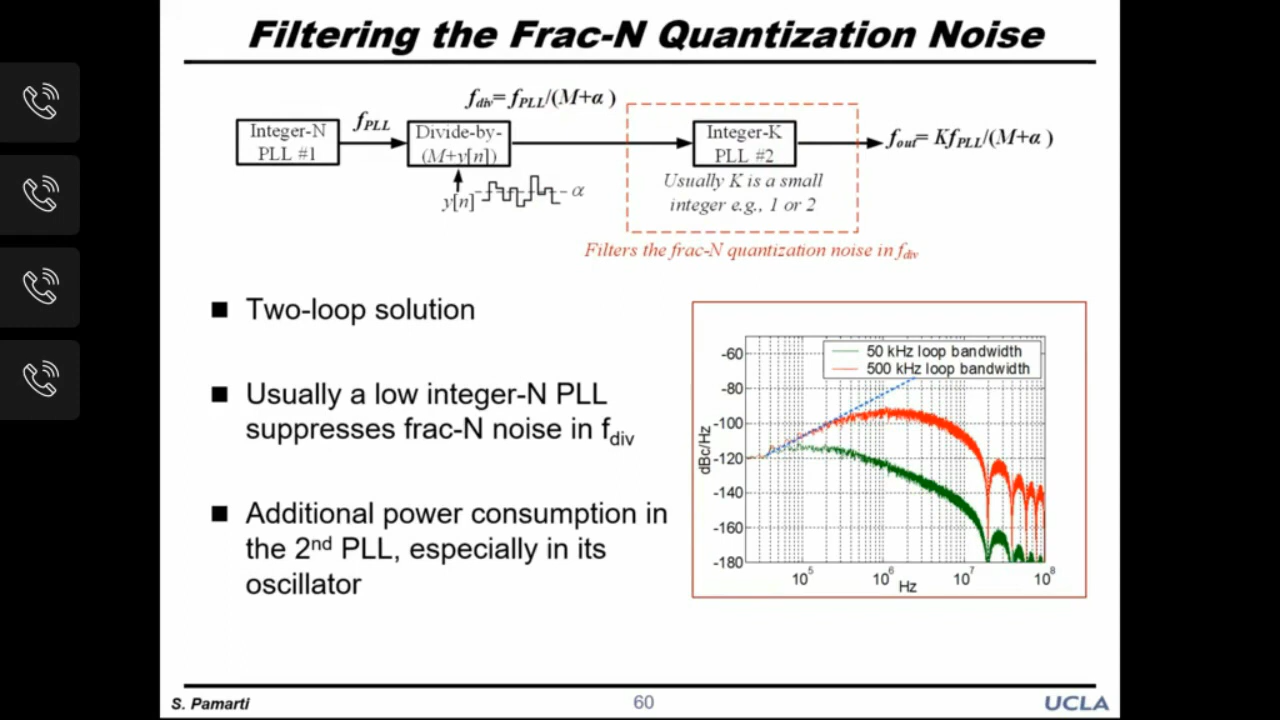 Filtering the Frac-N Quantization Noise
f_div= f_PLL/(M+α )
Integer-N
PLL #1
f_PLL
Divide-by-
(M+y[n])
Integer-K
PLL #2
f_out= Kf_PLL/(M+α )
y[n]
α
Usually K is a small
integer e.g., 1 or 2
Filters the frac-N quantization noise in f_div
■ Two-loop solution
■ Usually a low integer-N PLL
suppresses frac-N noise in f_div
■ Additional power consumption in
the 2nd PLL, especially in its
oscillator
50 kHz loop bandwidth
500 kHz loop bandwidth
dBc/Hz
-60
-80
-100
-120
-140
-160
-180
10^5 10^6 10^7 10^8
Hz
S. Pamarti
60
UCLA